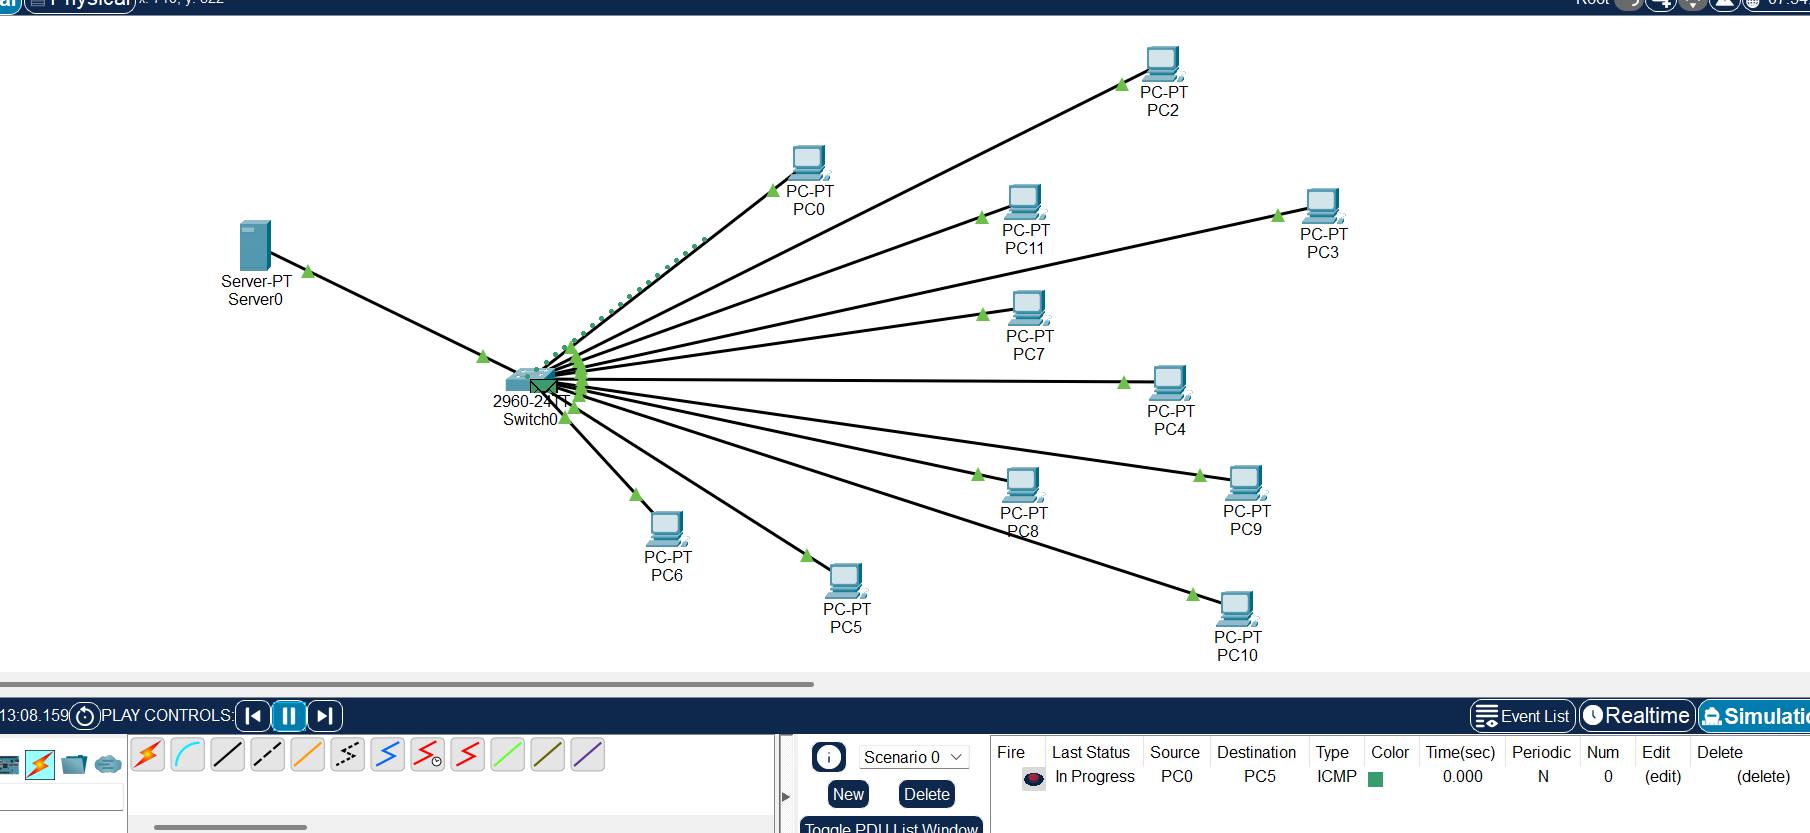 Physical x: 710, y: 622
Root
PC-PT
PC2
PC-PT
PC0
PC-PT
PC11
PC-PT
PC3
Server-PT
Server0
PC-PT
PC7
2960-24TT
Switch0
PC-PT
PC4
PC-PT
PC8
PC-PT
PC9
PC-PT
PC6
PC-PT
PC5
PC-PT
PC10
13:08.159 PLAY CONTROLS:
Event List Realtime Simulatio
Scenario 0
New Delete
Toggle PDU List Window
Fire Last Status Source Destination Type Color Time(sec) Periodic Num Edit Delete
In Progress PC0 PC5 ICMP 0.000 N 0 (edit) (delete)